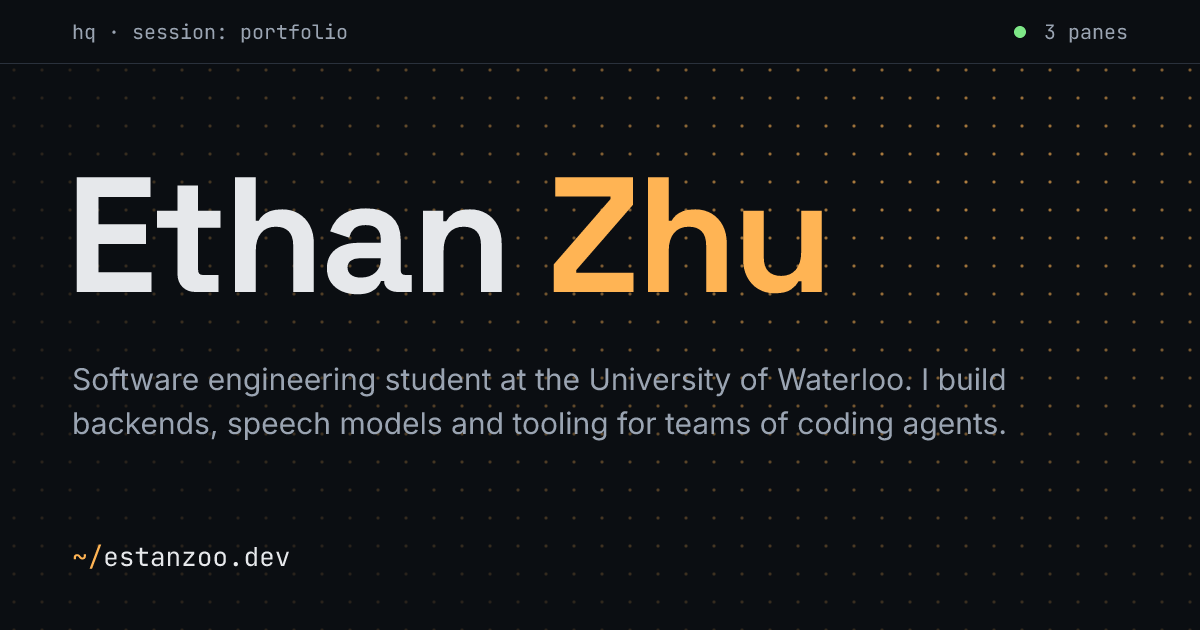 hq · session: portfolio
3 panes
Ethan Zhu
Software engineering student at the University of Waterloo. I build
backends, speech models and tooling for teams of coding agents.
~/estanzoo.dev